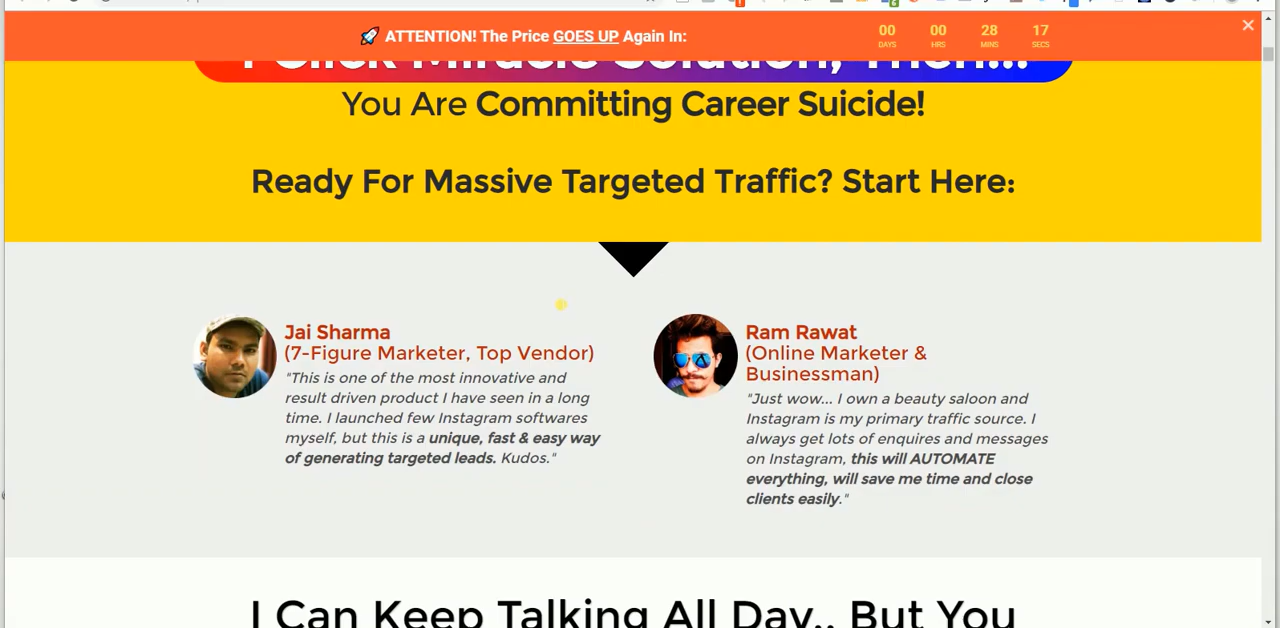 🚀 ATTENTION! The Price GOES UP Again In:
00 00 28 17
DAYS HRS MINS SECS
1 Click Miracle Solution, Then...
You Are Committing Career Suicide!
Ready For Massive Targeted Traffic? Start Here:
Jai Sharma
(7-Figure Marketer, Top Vendor)
"This is one of the most innovative and
result driven product I have seen in a long
time. I launched few Instagram softwares
myself, but this is a unique, fast & easy way
of generating targeted leads. Kudos."
Ram Rawat
(Online Marketer &
Businessman)
"Just wow... I own a beauty saloon and
Instagram is my primary traffic source. I
always get lots of enquires and messages
on Instagram, this will AUTOMATE
everything, will save me time and close
clients easily."
I Can Keep Talking All Day.. But You